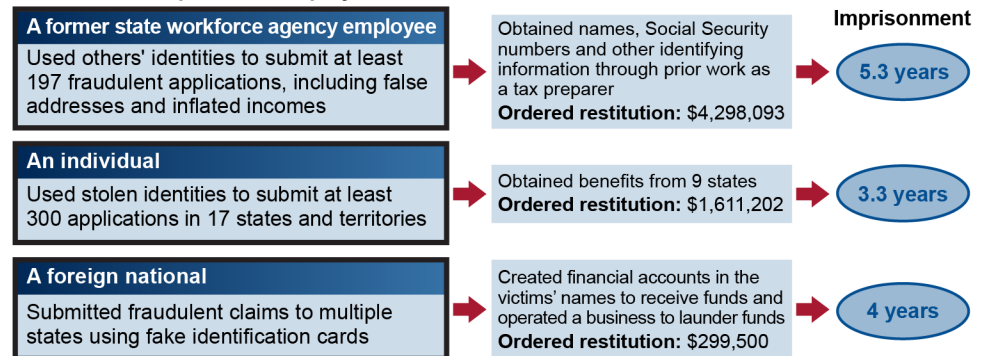 Imprisonment
A former state workforce agency employee
Used others' identities to submit at least
197 fraudulent applications, including false
addresses and inflated incomes
Obtained names, Social Security
numbers and other identifying
information through prior work as
a tax preparer
Ordered restitution: $4,298,093
5.3 years
An individual
Used stolen identities to submit at least
300 applications in 17 states and territories
Obtained benefits from 9 states
Ordered restitution: $1,611,202
3.3 years
A foreign national
Submitted fraudulent claims to multiple
states using fake identification cards
Created financial accounts in the
victims’ names to receive funds and
operated a business to launder funds
Ordered restitution: $299,500
4 years